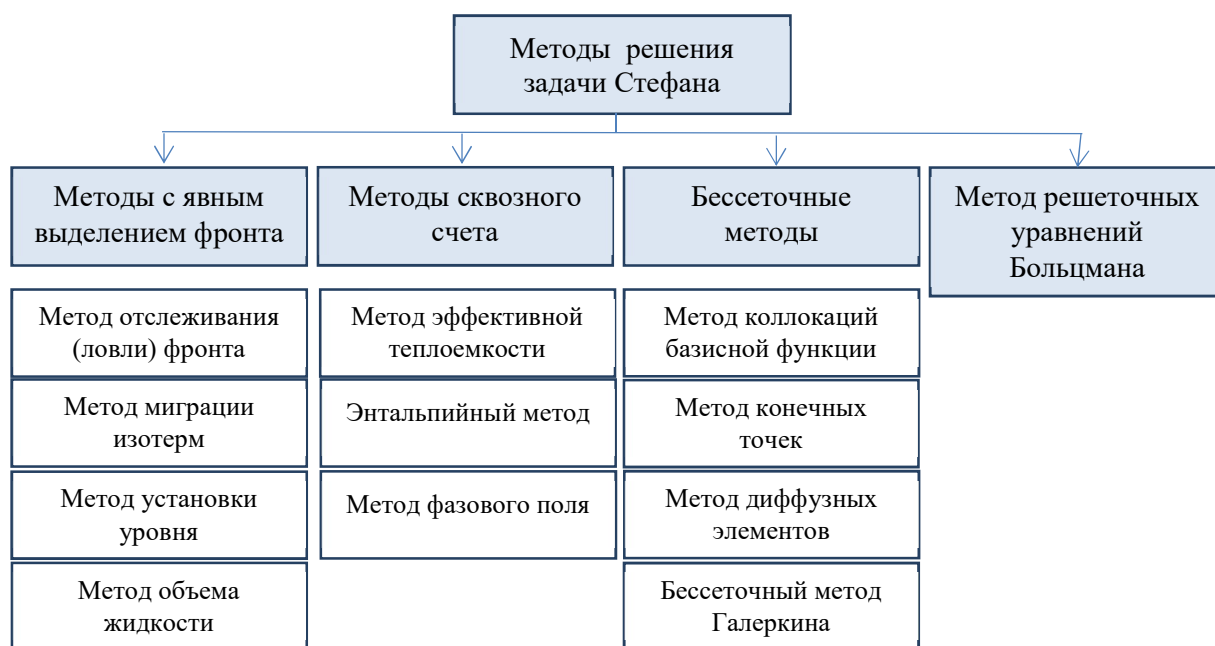 Методы решения
задачи Стефана
Методы с явным
выделением фронта
Методы сквозного
счета
Бессеточные
методы
Метод решеточных
уравнений
Больцмана
Метод отслеживания
(ловли) фронта
Метод миграции
изотерм
Метод установки
уровня
Метод объема
жидкости
Метод эффективной
теплоемкости
Энтальпийный метод
Метод фазового поля
Метод коллокаций
базисной функции
Метод конечных
точек
Метод диффузных
элементов
Бессеточный метод
Галеркина